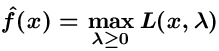 f̂(x) = max_{λ≥0} L(x, λ)